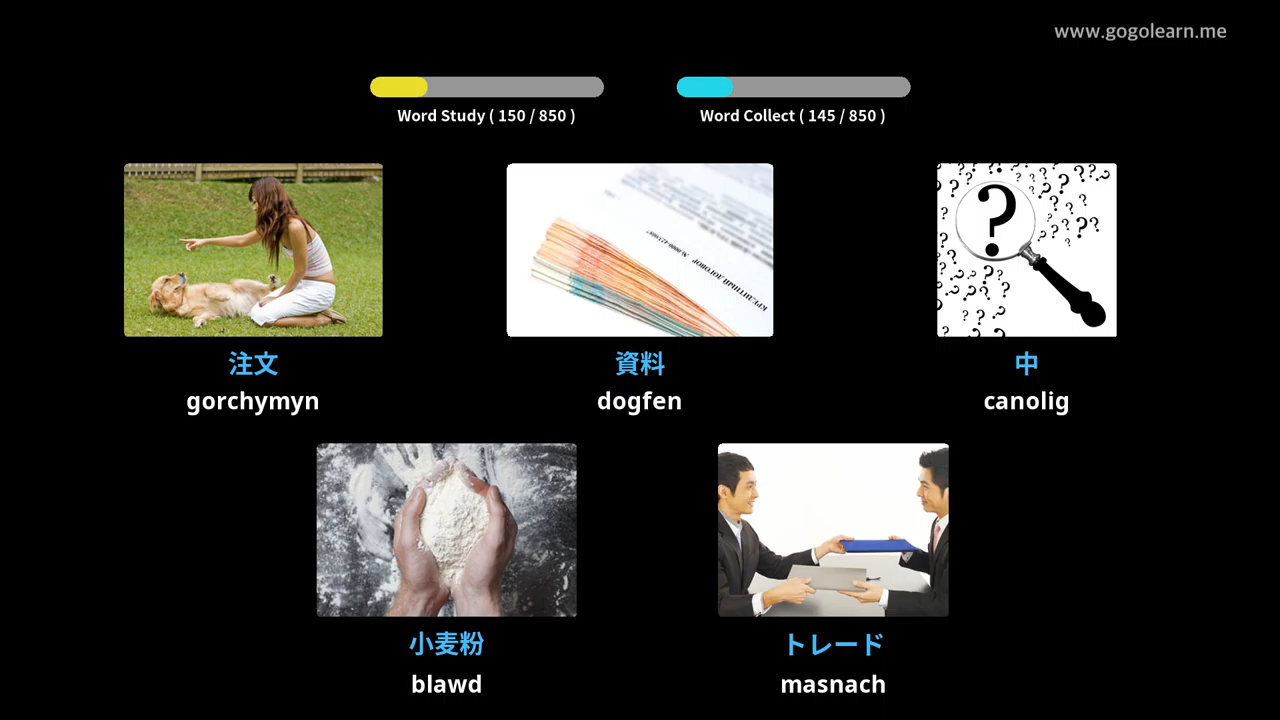 www.gogolearn.me
Word Study ( 150 / 850 )
Word Collect ( 145 / 850 )
注文
gorchymyn
資料
dogfen
中
canolig
小麦粉
blawd
トレード
masnach